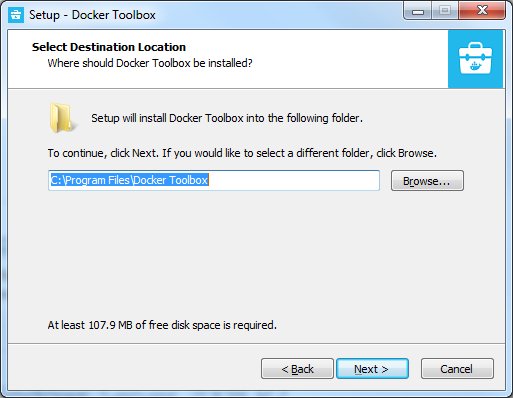 Setup - Docker Toolbox
Select Destination Location
Where should Docker Toolbox be installed?
Setup will install Docker Toolbox into the following folder.
To continue, click Next. If you would like to select a different folder, click Browse.
C:\Program Files\Docker Toolbox
Browse...
At least 107.9 MB of free disk space is required.
< Back
Next >
Cancel